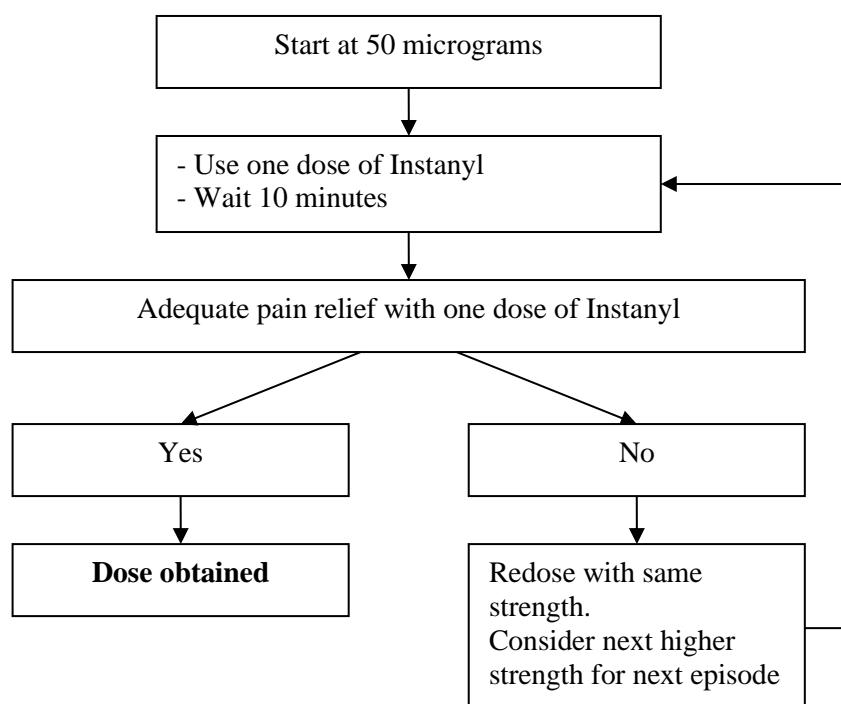 Start at 50 micrograms
- Use one dose of Instanyl
- Wait 10 minutes
Adequate pain relief with one dose of Instanyl
Yes
No
Dose obtained
Redose with same
strength.
Consider next higher
strength for next episode